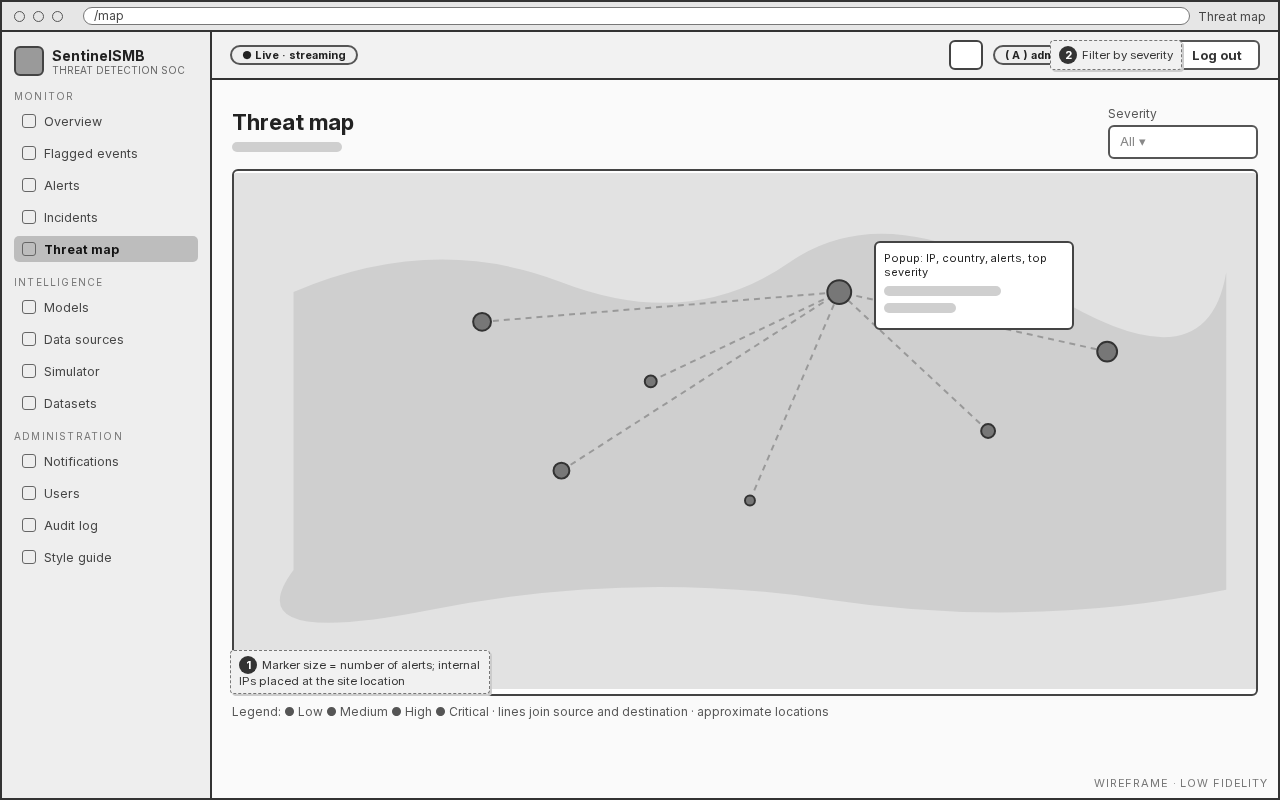 /map
Threat map
SentinelSMB
THREAT DETECTION SOC
MONITOR
Overview
Flagged events
Alerts
Incidents
Threat map
INTELLIGENCE
Models
Data sources
Simulator
Datasets
ADMINISTRATION
Notifications
Users
Audit log
Style guide
Live · streaming
( A )
2 Filter by severity
Log out
Threat map
Severity
All ▾
Popup: IP, country, alerts, top
severity
1 Marker size = number of alerts; internal
IPs placed at the site location
Legend: ● Low ● Medium ● High ● Critical · lines join source and destination · approximate locations
WIREFRAME · LOW FIDELITY